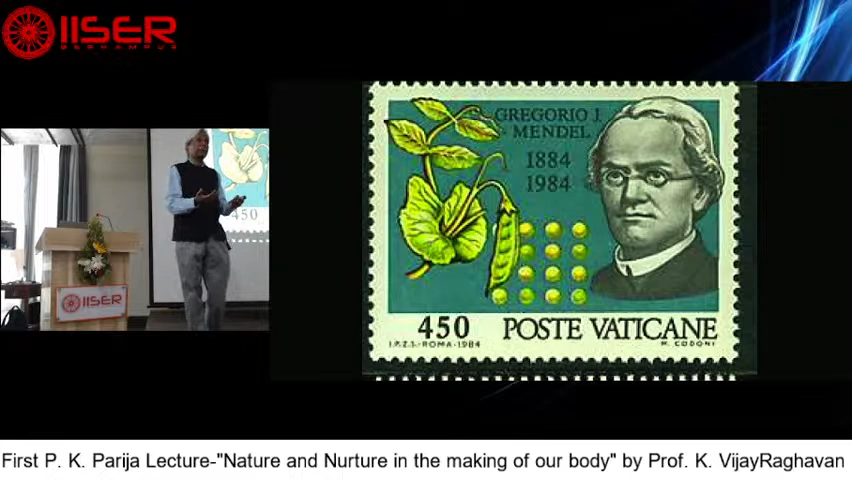 IISER
BERHAMPUR
GREGORIO J.
MENDEL
1884
1984
450
POSTE VATICANE
I.P.Z.S.-ROMA-1984
M. CODONI
450
IISER
First P. K. Parija Lecture-"Nature and Nurture in the making of our body" by Prof. K. VijayRaghavan